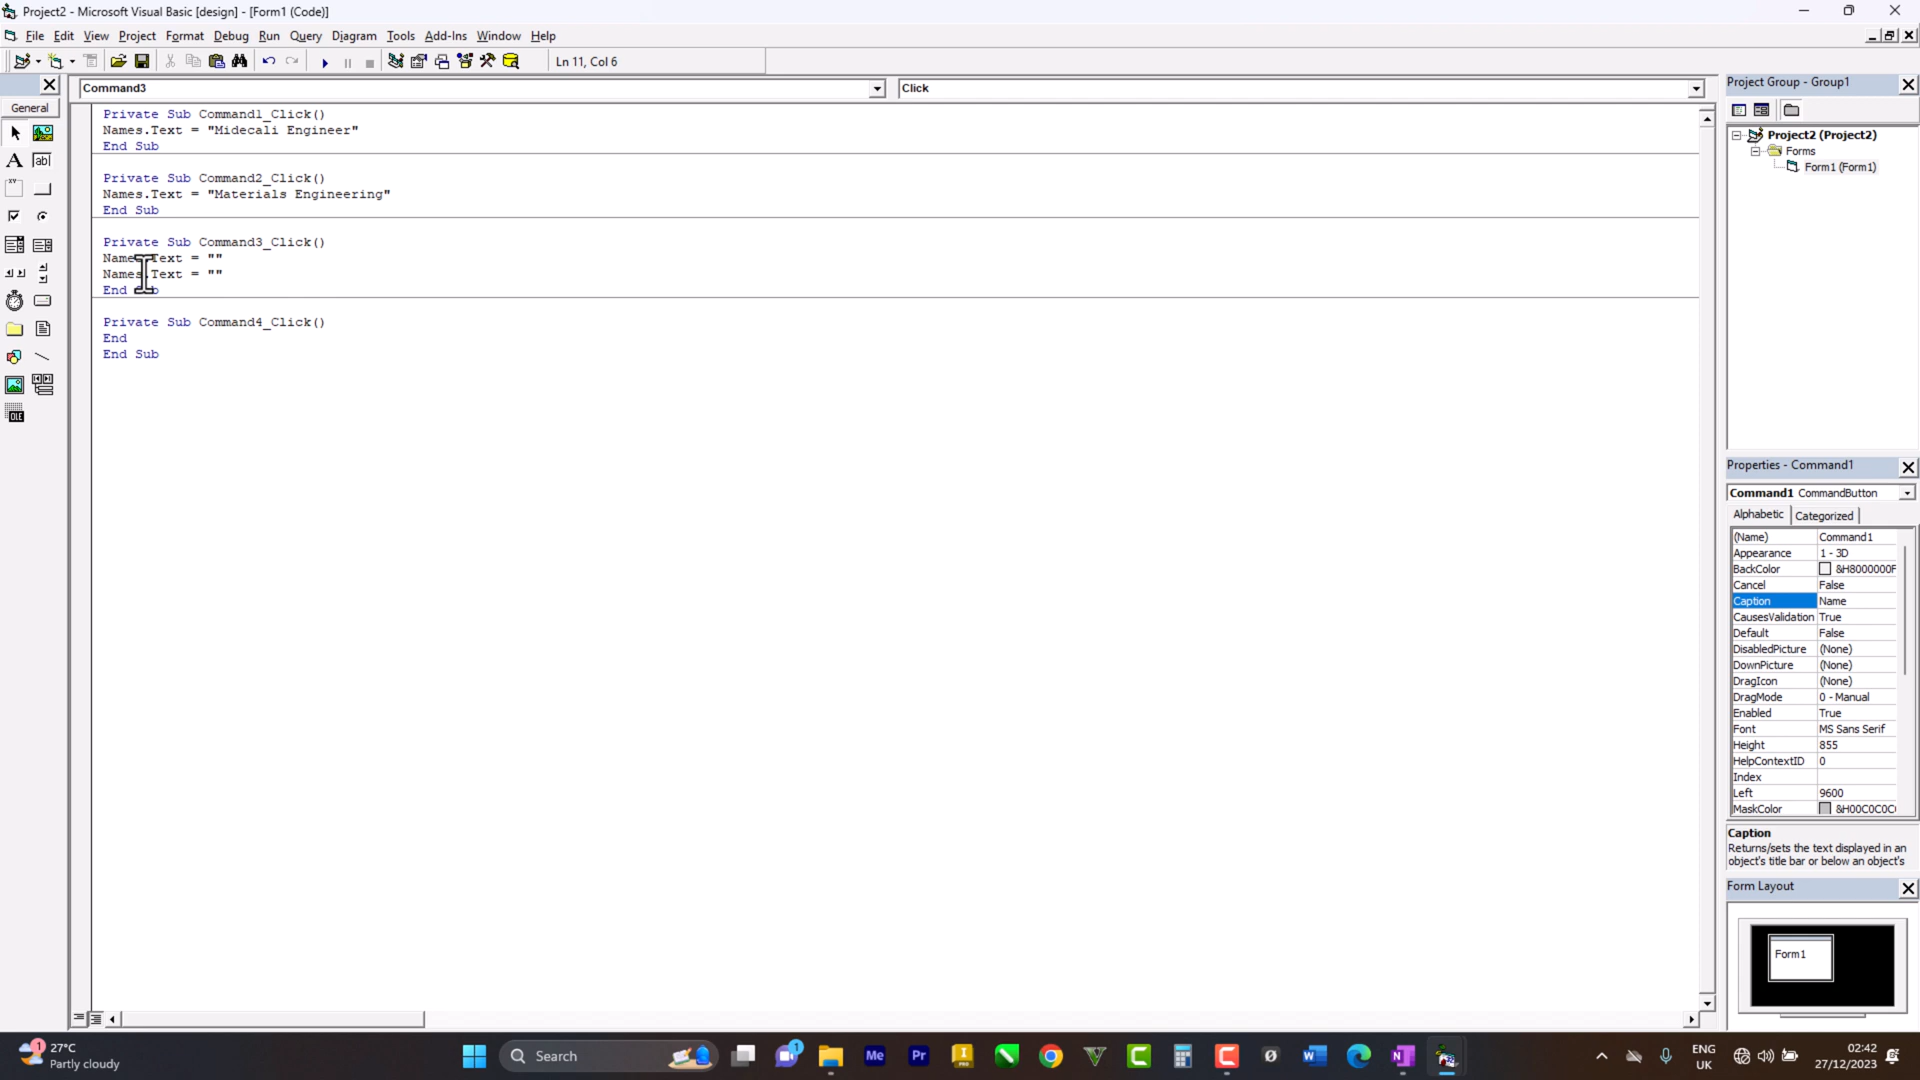 Project2 - Microsoft Visual Basic [design] - [Form1 (Code)]
File Edit View Project Format Debug Run Query Diagram Tools Add-Ins Window Help
Ln 11, Col 6
General
Command3
Click
Private Sub Command1_Click()
Names.Text = "Midecali Engineer"
End Sub
Private Sub Command2_Click()
Names.Text = "Materials Engineering"
End Sub
Private Sub Command3_Click()
Names.Text = ""
Names.Text = ""
End Sub
Private Sub Command4_Click()
End
End Sub
Project Group - Group1
Project2 (Project2)
Forms
Form1 (Form1)
Properties - Command1
Command1 CommandButton
Alphabetic Categorized
(Name) Command1
Appearance 1 - 3D
BackColor &H8000000F
Cancel False
Caption Name
CausesValidation True
Default False
DisabledPicture (None)
DownPicture (None)
DragIcon (None)
DragMode 0 - Manual
Enabled True
Font MS Sans Serif
Height 855
HelpContextID 0
Index
Left 9600
MaskColor &H00C0C0C
Caption
Returns/sets the text displayed in an
object's title bar or below an object's
Form Layout
Form1
27°C
Partly cloudy
Search
ENG
UK
02:42
27/12/2023